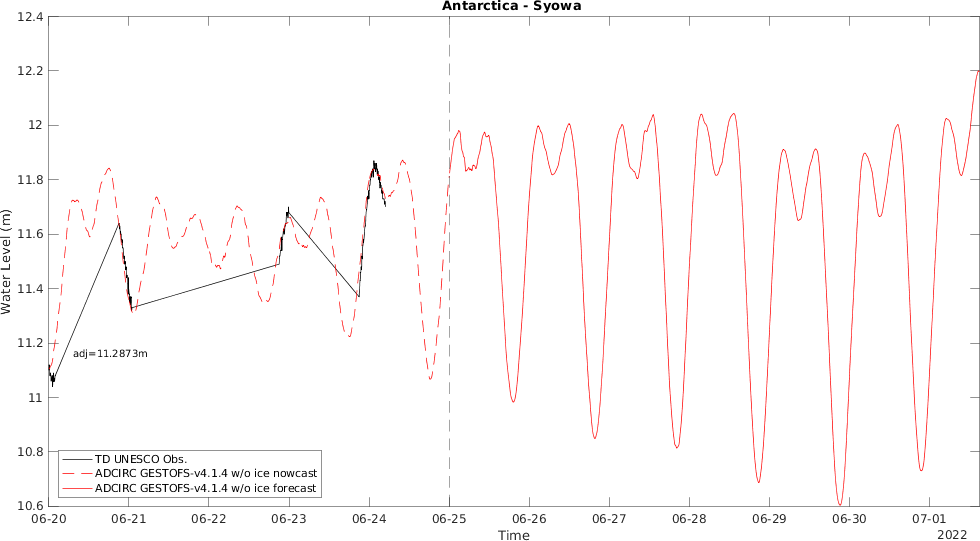 Antarctica - Syowa
12.4
12.2
12
11.8
11.6
11.4
11.2
11
10.8
10.6
Water Level (m)
adj=11.2873m
TD UNESCO Obs.
ADCIRC GESTOFS-v4.1.4 w/o ice nowcast
ADCIRC GESTOFS-v4.1.4 w/o ice forecast
06-20 06-21 06-22 06-23 06-24 06-25 06-26 06-27 06-28 06-29 06-30 07-01
Time
2022